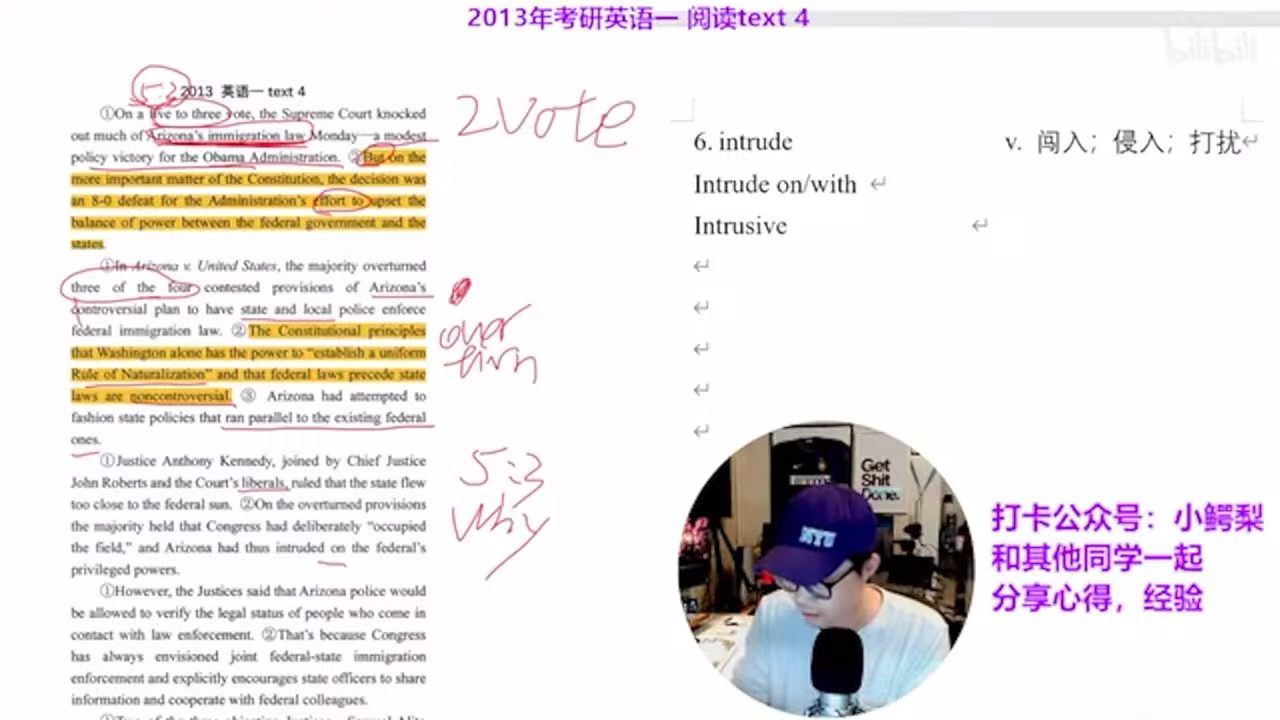 2013年考研英语一 阅读text 4
bilibili
5:3
2013 英语一 text 4
①On a five to three vote, the Supreme Court knocked
out much of Arizona's immigration law Monday—a modest
policy victory for the Obama Administration. ②But on the
more important matter of the Constitution, the decision was
an 8-0 defeat for the Administration's effort to upset the
balance of power between the federal government and the
states.
①In Arizona v. United States, the majority overturned
three of the four contested provisions of Arizona's
controversial plan to have state and local police enforce
federal immigration law. ②The Constitutional principles
that Washington alone has the power to “establish a uniform
Rule of Naturalization” and that federal laws precede state
laws are noncontroversial. ③ Arizona had attempted to
fashion state policies that ran parallel to the existing federal
ones.
①Justice Anthony Kennedy, joined by Chief Justice
John Roberts and the Court's liberals, ruled that the state flew
too close to the federal sun. ②On the overturned provisions
the majority held that Congress had deliberately “occupied
the field,” and Arizona had thus intruded on the federal's
privileged powers.
①However, the Justices said that Arizona police would
be allowed to verify the legal status of people who come in
contact with law enforcement. ②That's because Congress
has always envisioned joint federal-state immigration
enforcement and explicitly encourages state officers to share
information and cooperate with federal colleagues.
2 vote
over
turn
5:3
why
6. intrude v. 闯入；侵入；打扰
Intrude on/with
Intrusive
Get
Shit
Done.
NYU
打卡公众号：小鳄梨
和其他同学一起
分享心得，经验